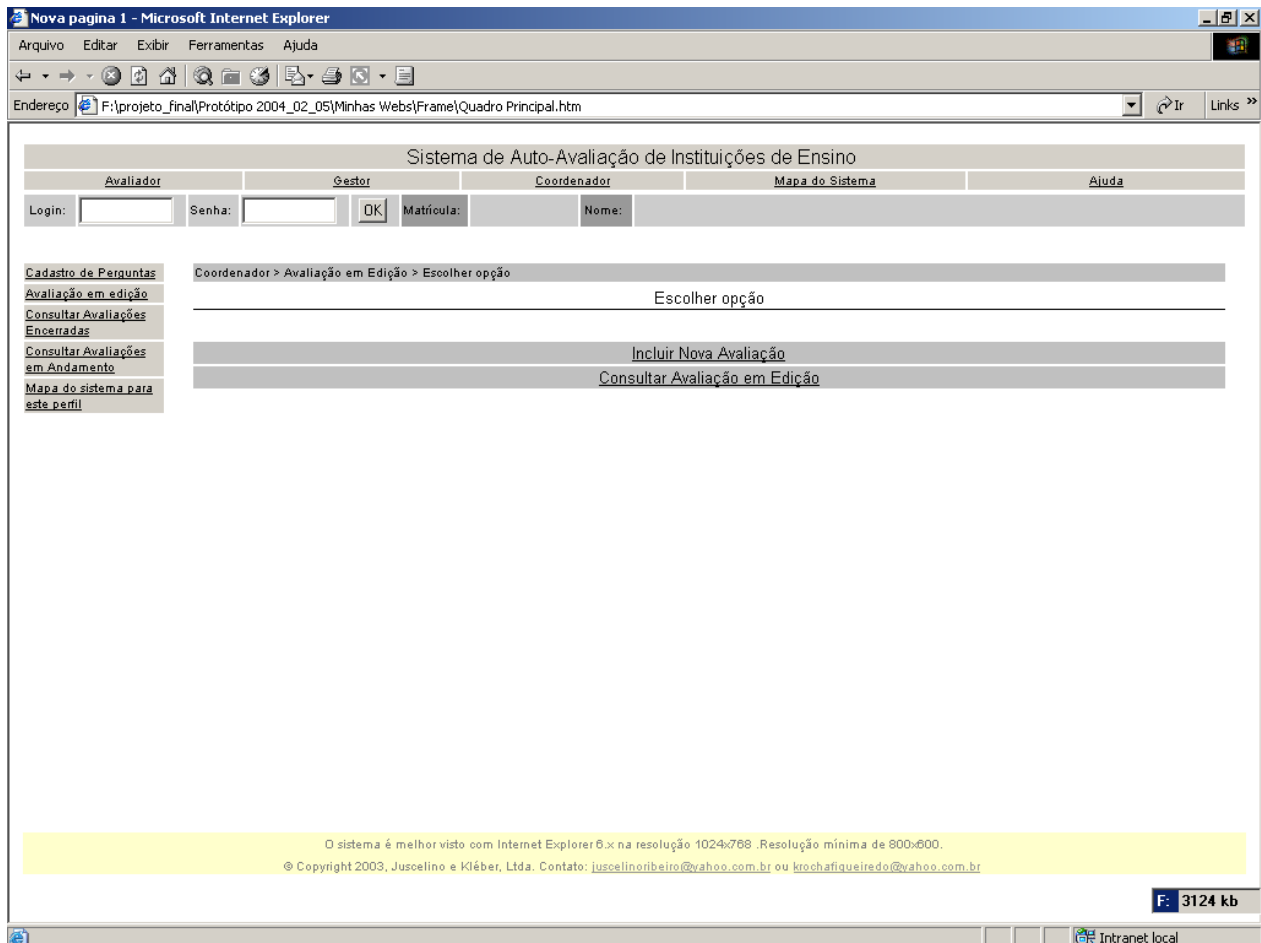 Nova pagina 1 - Microsoft Internet Explorer
Arquivo Editar Exibir Ferramentas Ajuda
Endereço F:\projeto_final\Protótipo 2004_02_05\Minhas Webs\Frame\Quadro Principal.htm Ir Links »
Sistema de Auto-Avaliação de Instituições de Ensino
Avaliador Gestor Coordenador Mapa do Sistema Ajuda
Login: Senha: OK Matrícula: Nome:
Cadastro de Perguntas
Avaliação em edição
Consultar Avaliações
Encerradas
Consultar Avaliações
em Andamento
Mapa do sistema para
este perfil
Coordenador > Avaliação em Edição > Escolher opção
Escolher opção
Incluir Nova Avaliação
Consultar Avaliação em Edição
O sistema é melhor visto com Internet Explorer 6.x na resolução 1024x768 .Resolução mínima de 800x600.
© Copyright 2003, Juscelino e Kléber, Ltda. Contato: juscelinoribeiro@yahoo.com.br ou krochafigueiredo@yahoo.com.br
F: 3124 kb
Intranet local